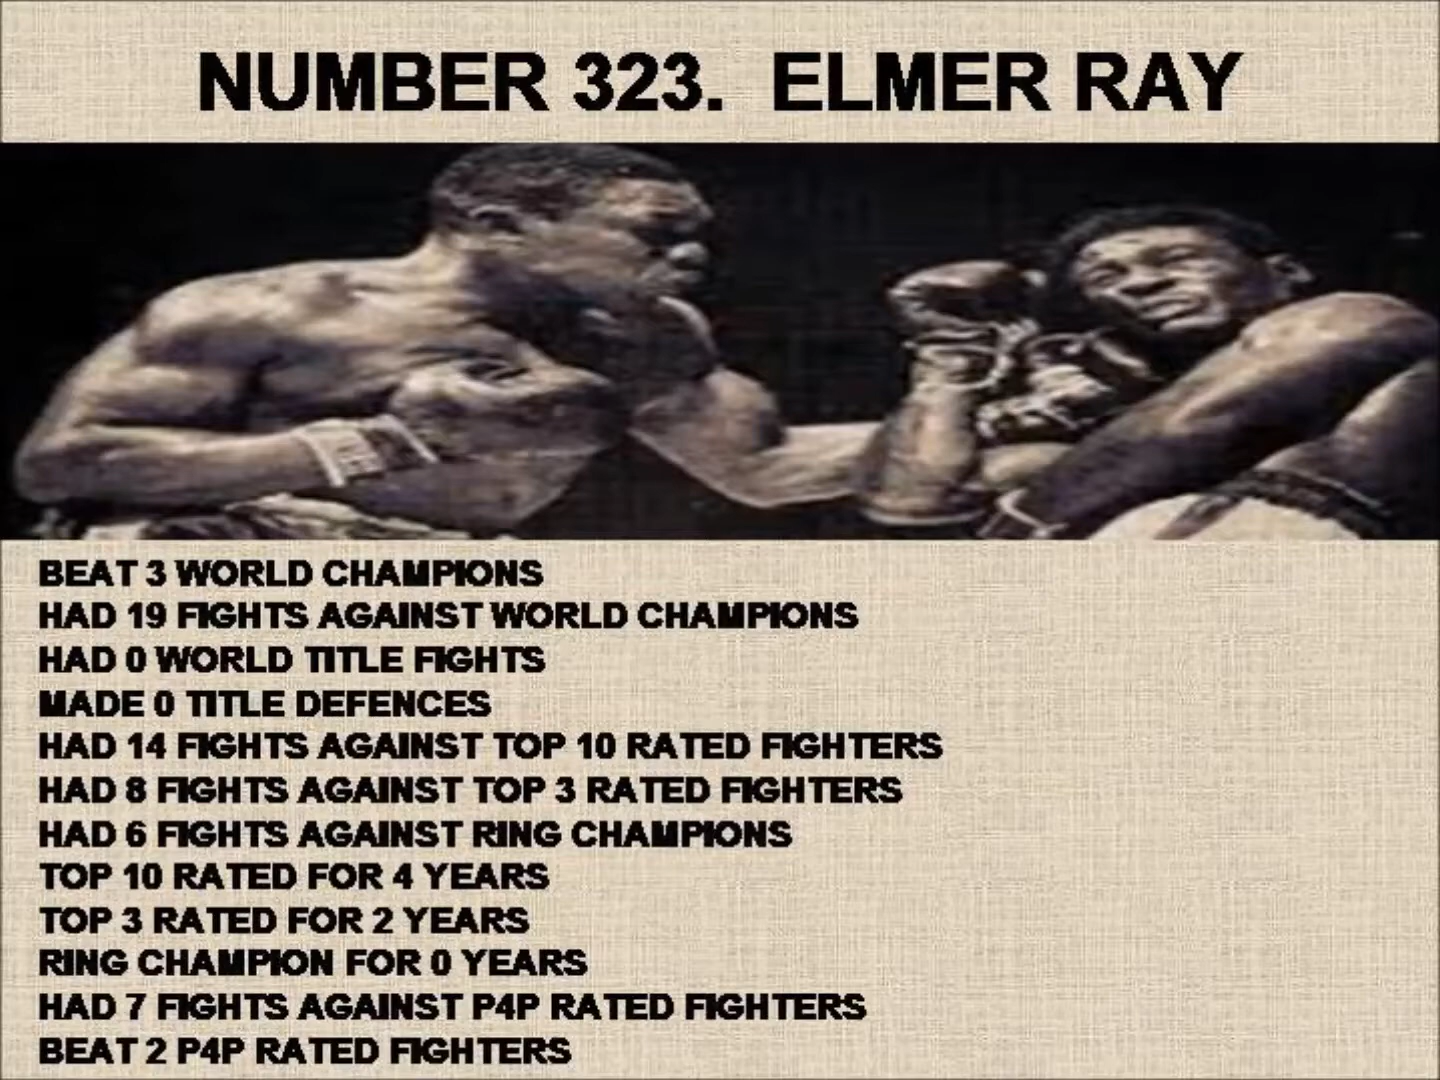 NUMBER 323. ELMER RAY
BEAT 3 WORLD CHAMPIONS
HAD 19 FIGHTS AGAINST WORLD CHAMPIONS
HAD 0 WORLD TITLE FIGHTS
MADE 0 TITLE DEFENCES
HAD 14 FIGHTS AGAINST TOP 10 RATED FIGHTERS
HAD 8 FIGHTS AGAINST TOP 3 RATED FIGHTERS
HAD 6 FIGHTS AGAINST RING CHAMPIONS
TOP 10 RATED FOR 4 YEARS
TOP 3 RATED FOR 2 YEARS
RING CHAMPION FOR 0 YEARS
HAD 7 FIGHTS AGAINST P4P RATED FIGHTERS
BEAT 2 P4P RATED FIGHTERS